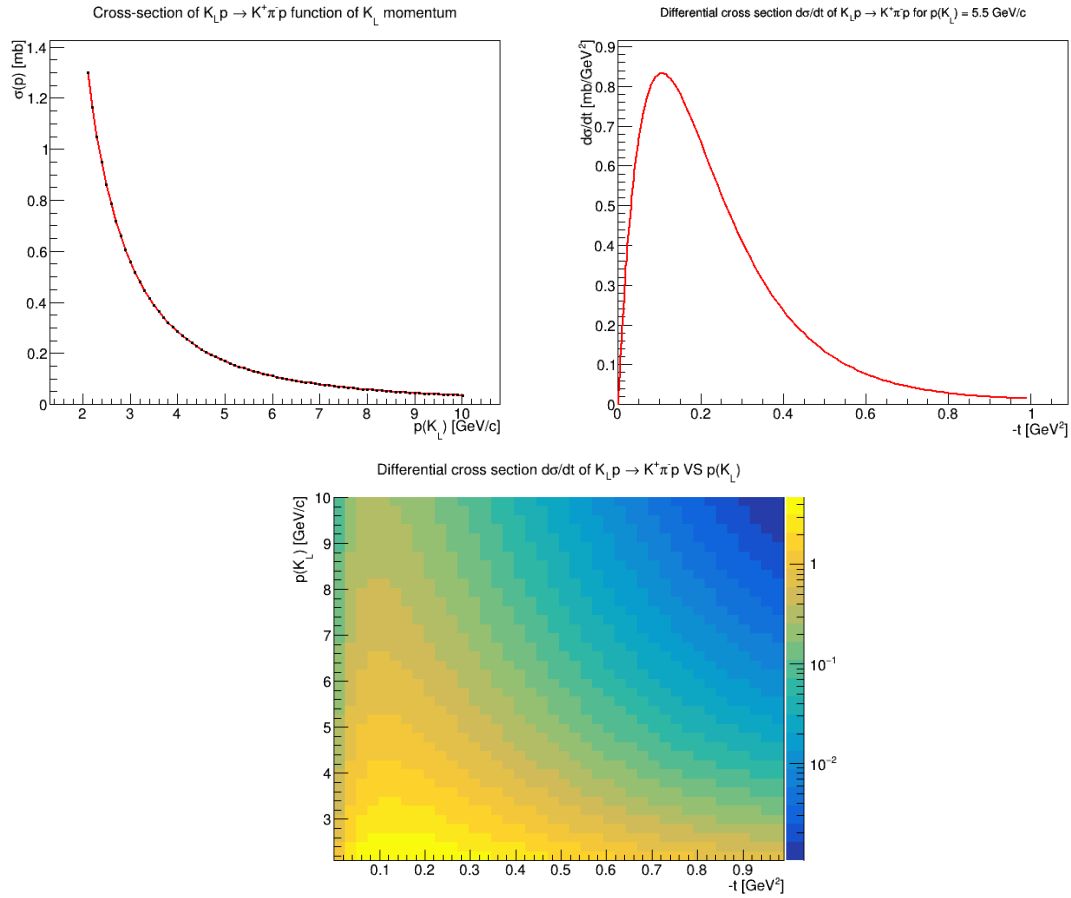 Cross-section of K_L p → K⁺π⁻p function of K_L momentum
σ(p) [mb]
1.4
1.2
1
0.8
0.6
0.4
0.2
0
2 3 4 5 6 7 8 9 10
p(K_L) [GeV/c]
Differential cross section dσ/dt of K_L p → K⁺π⁻p for p(K_L) = 5.5 GeV/c
dσ/dt [mb/GeV²]
0.9
0.8
0.7
0.6
0.5
0.4
0.3
0.2
0.1
0
0 0.2 0.4 0.6 0.8 1
-t [GeV²]
Differential cross section dσ/dt of K_L p → K⁺π⁻p VS p(K_L)
p(K_L) [GeV/c]
10
9
8
7
6
5
4
3
0.1 0.2 0.3 0.4 0.5 0.6 0.7 0.8 0.9
-t [GeV²]
1
10⁻¹
10⁻²